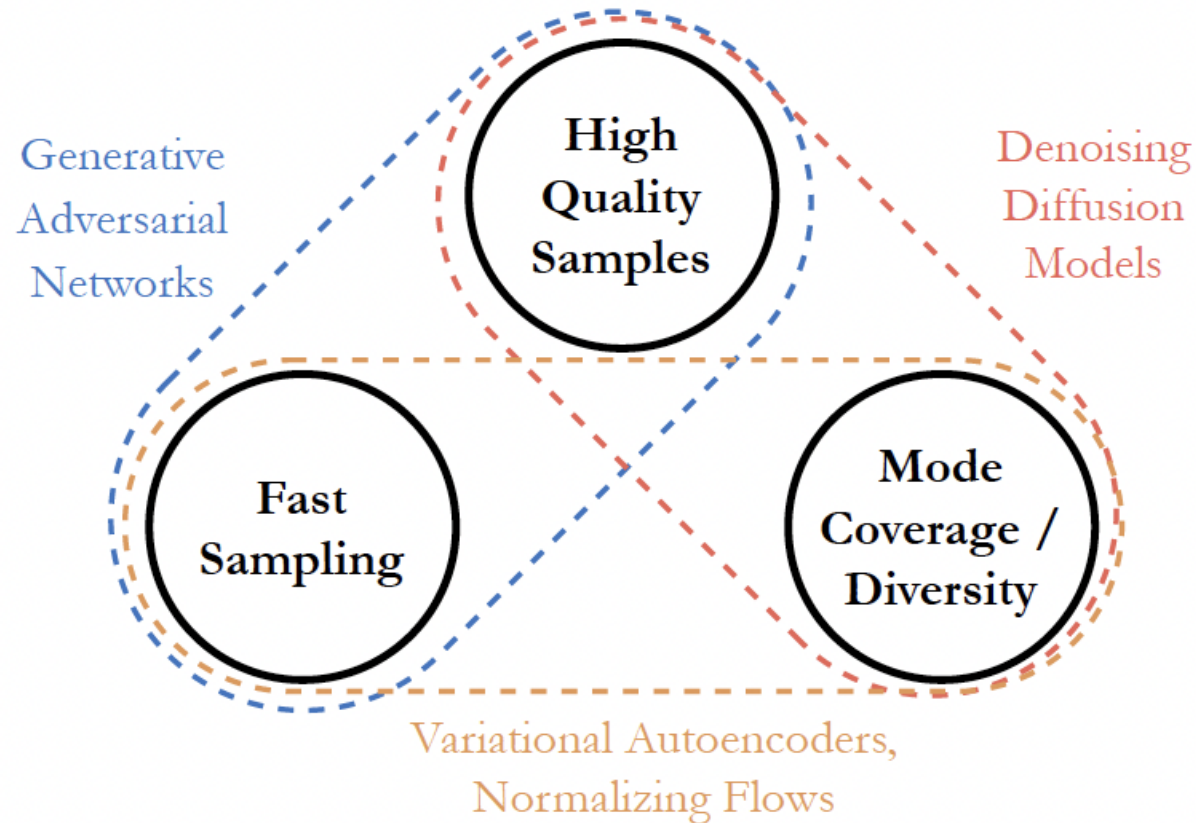 Generative
Adversarial
Networks
High
Quality
Samples
Denoising
Diffusion
Models
Fast
Sampling
Mode
Coverage /
Diversity
Variational Autoencoders,
Normalizing Flows